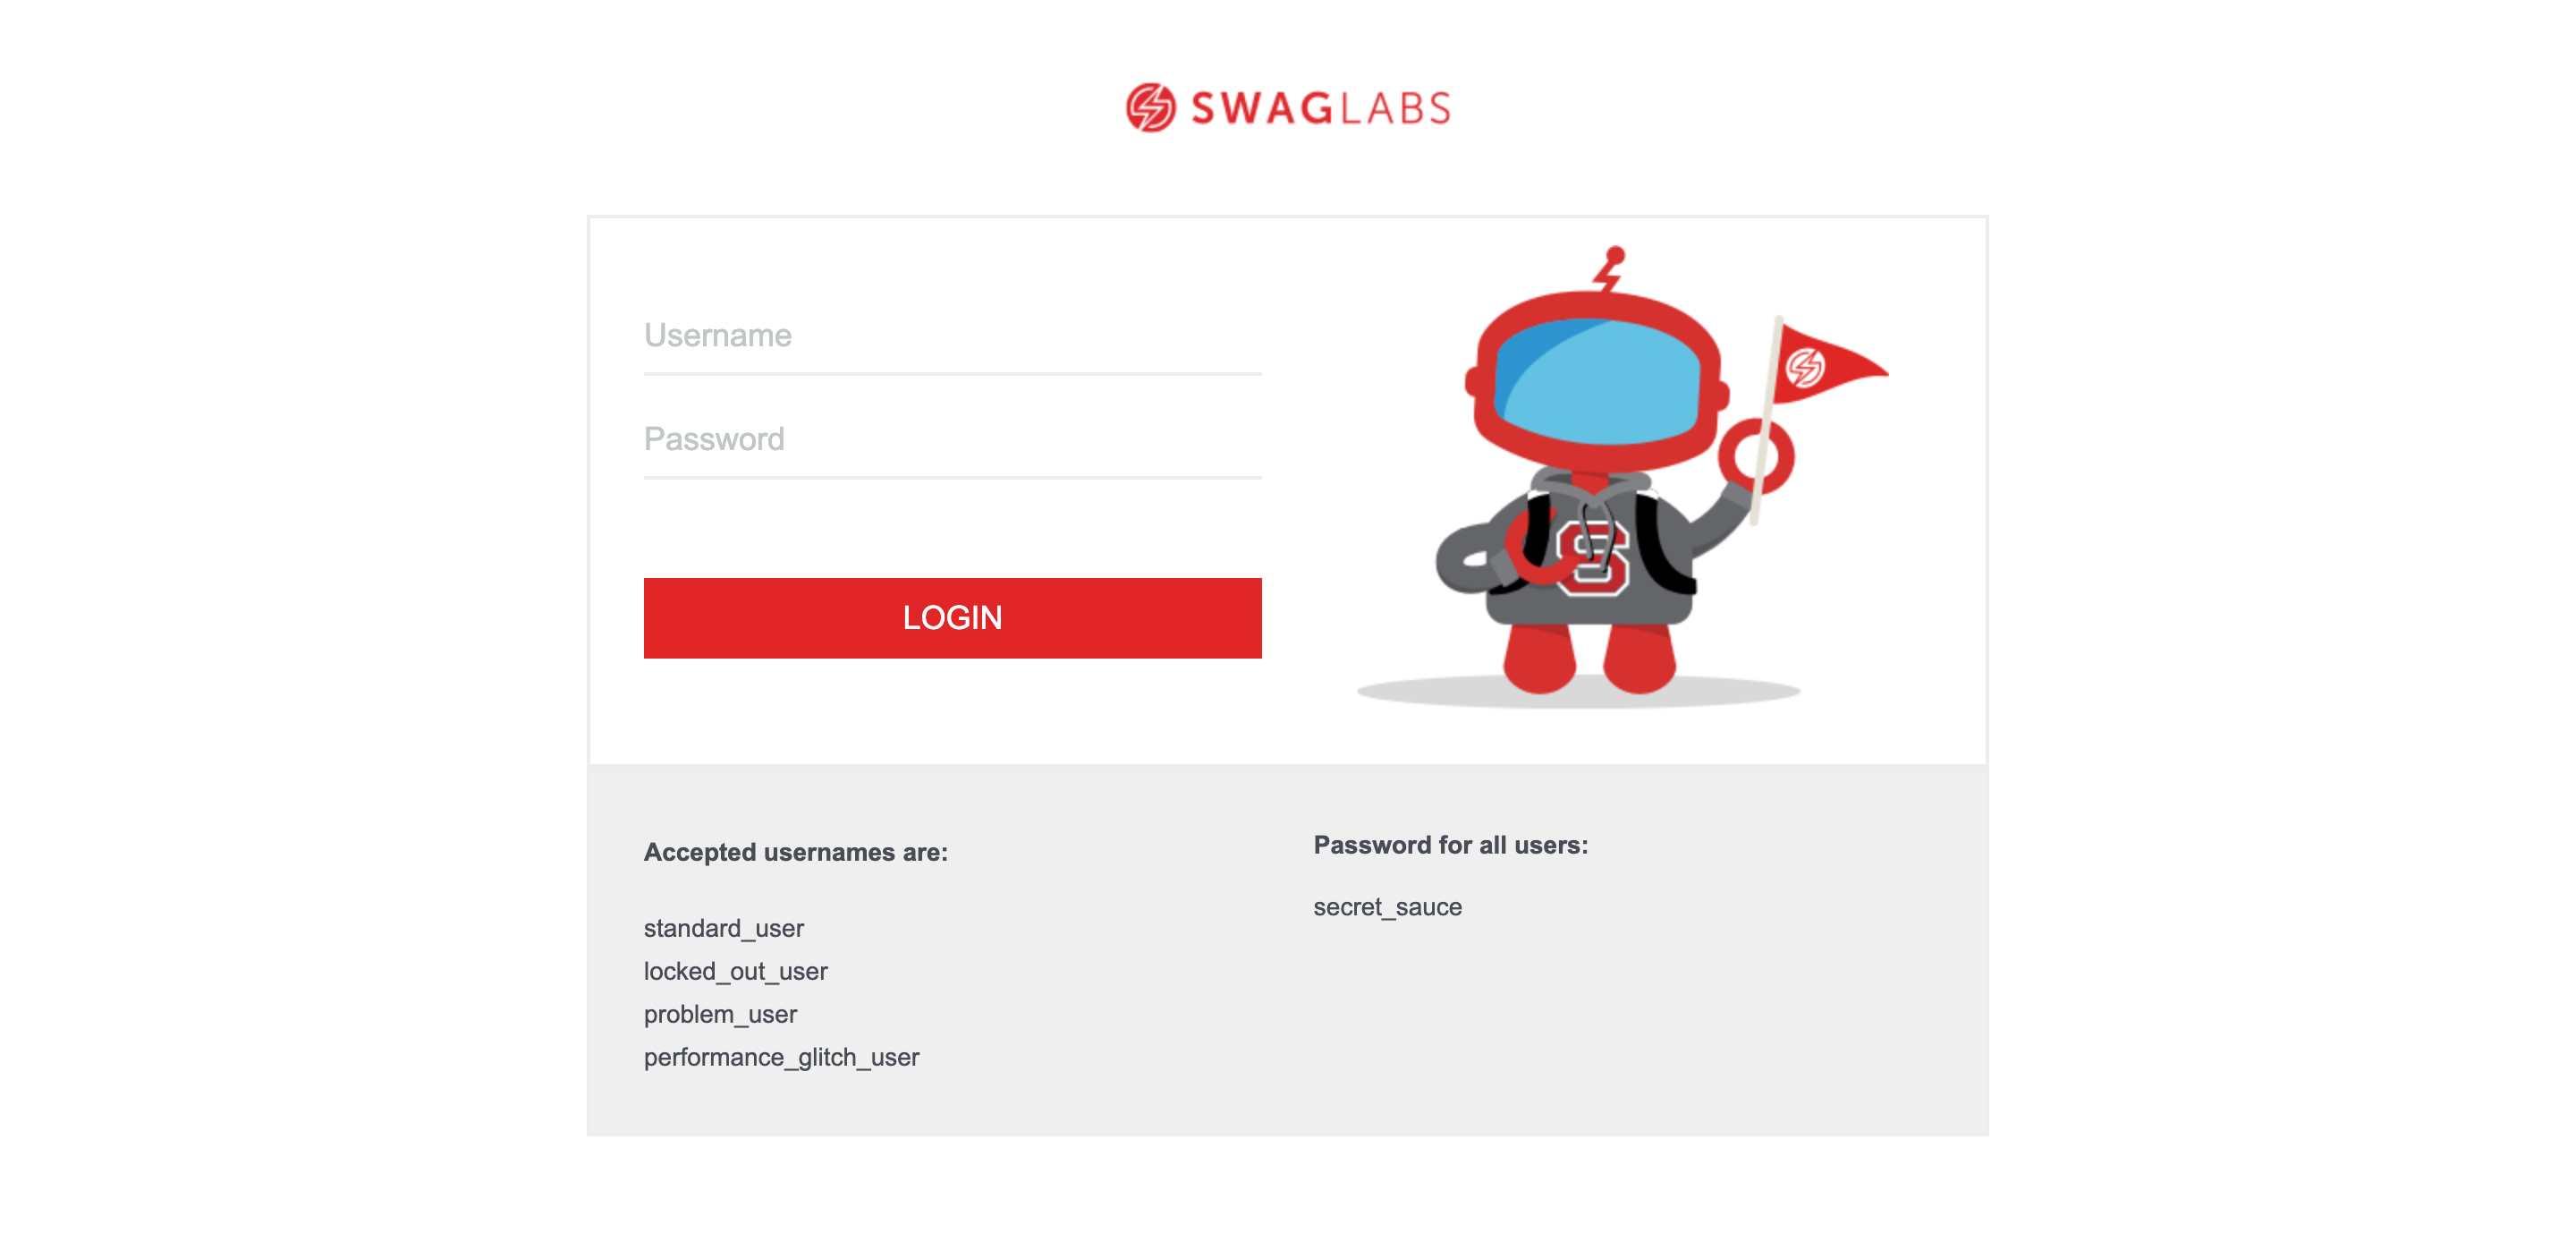 SWAGLABS
Username
Password
LOGIN
S
Accepted usernames are:
standard_user
locked_out_user
problem_user
performance_glitch_user
Password for all users:
secret_sauce